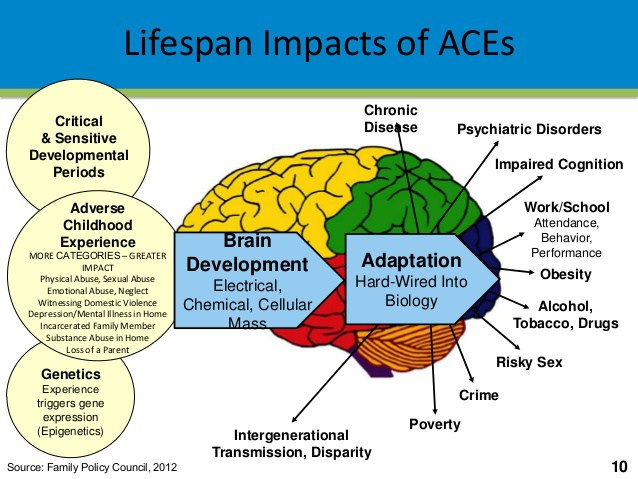 Lifespan Impacts of ACEs
Critical
& Sensitive
Developmental
Periods
Adverse
Childhood
Experience
MORE CATEGORIES – GREATER
IMPACT
Physical Abuse, Sexual Abuse
Emotional Abuse, Neglect
Witnessing Domestic Violence
Depression/Mental Illness in Home
Incarcerated Family Member
Substance Abuse in Home
Loss of a Parent
Genetics
Experience
triggers gene
expression
(Epigenetics)
Brain
Development
Electrical,
Chemical, Cellular
Mass
Adaptation
Hard-Wired Into
Biology
Chronic
Disease
Psychiatric Disorders
Impaired Cognition
Work/School
Attendance,
Behavior,
Performance
Obesity
Alcohol,
Tobacco, Drugs
Risky Sex
Crime
Poverty
Intergenerational
Transmission, Disparity
Source: Family Policy Council, 2012
10